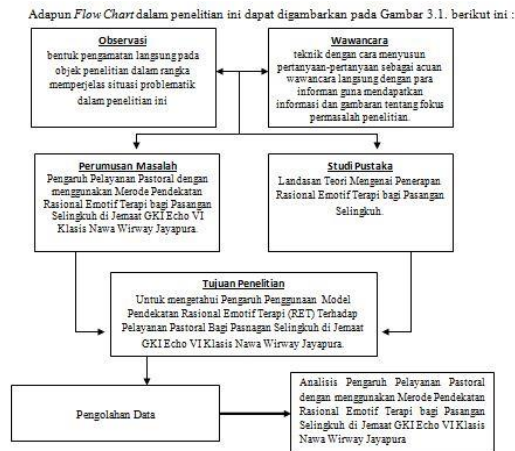 Adapun Flow Chart dalam penelitian ini dapat digambarkan pada Gambar 3.1. berikut ini :
Observasi
bentuk pengamatan langsung pada
objek penelitian dalam rangka
memperjelas situasi problematik
dalam penelitian ini
Wawancara
teknik dengan cara menyusun
pertanyaan-pertanyaan sebagai acuan
wawancara langsung dengan para
informan guna mendapatkan
informasi dan gambaran tentang fokus
permasalah penelitian.
Perumusan Masalah
Pengaruh Pelayanan Pastoral dengan
menggunakan Merode Pendekatan
Rasional Emotif Terapi bagi Pasangan
Selingkuh di Jemaat GKI Echo VI
Klasis Nawa Wirway Jayapura.
Studi Pustaka
Landasan Teori Mengenai Penerapan
Rasional Emotif Terapi bagi Pasangan
Selingkuh.
Tujuan Penelitian
Untuk mengetahui Pengaruh Penggunaan Model
Pendekatan Rasional Emotif Terapi (RET) Terhadap
Pelayanan Pastoral Bagi Pasnagan Selingkuh di Jemaat
GKI Echo VI Klasis Nawa Wirway Jayapura.
Pengolahan Data
Analisis Pengaruh Pelayanan Pastoral
dengan menggunakan Merode Pendekatan
Rasional Emotif Terapi bagi Pasangan
Selingkuh di Jemaat GKI Echo VI Klasis
Nawa Wirway Jayapura